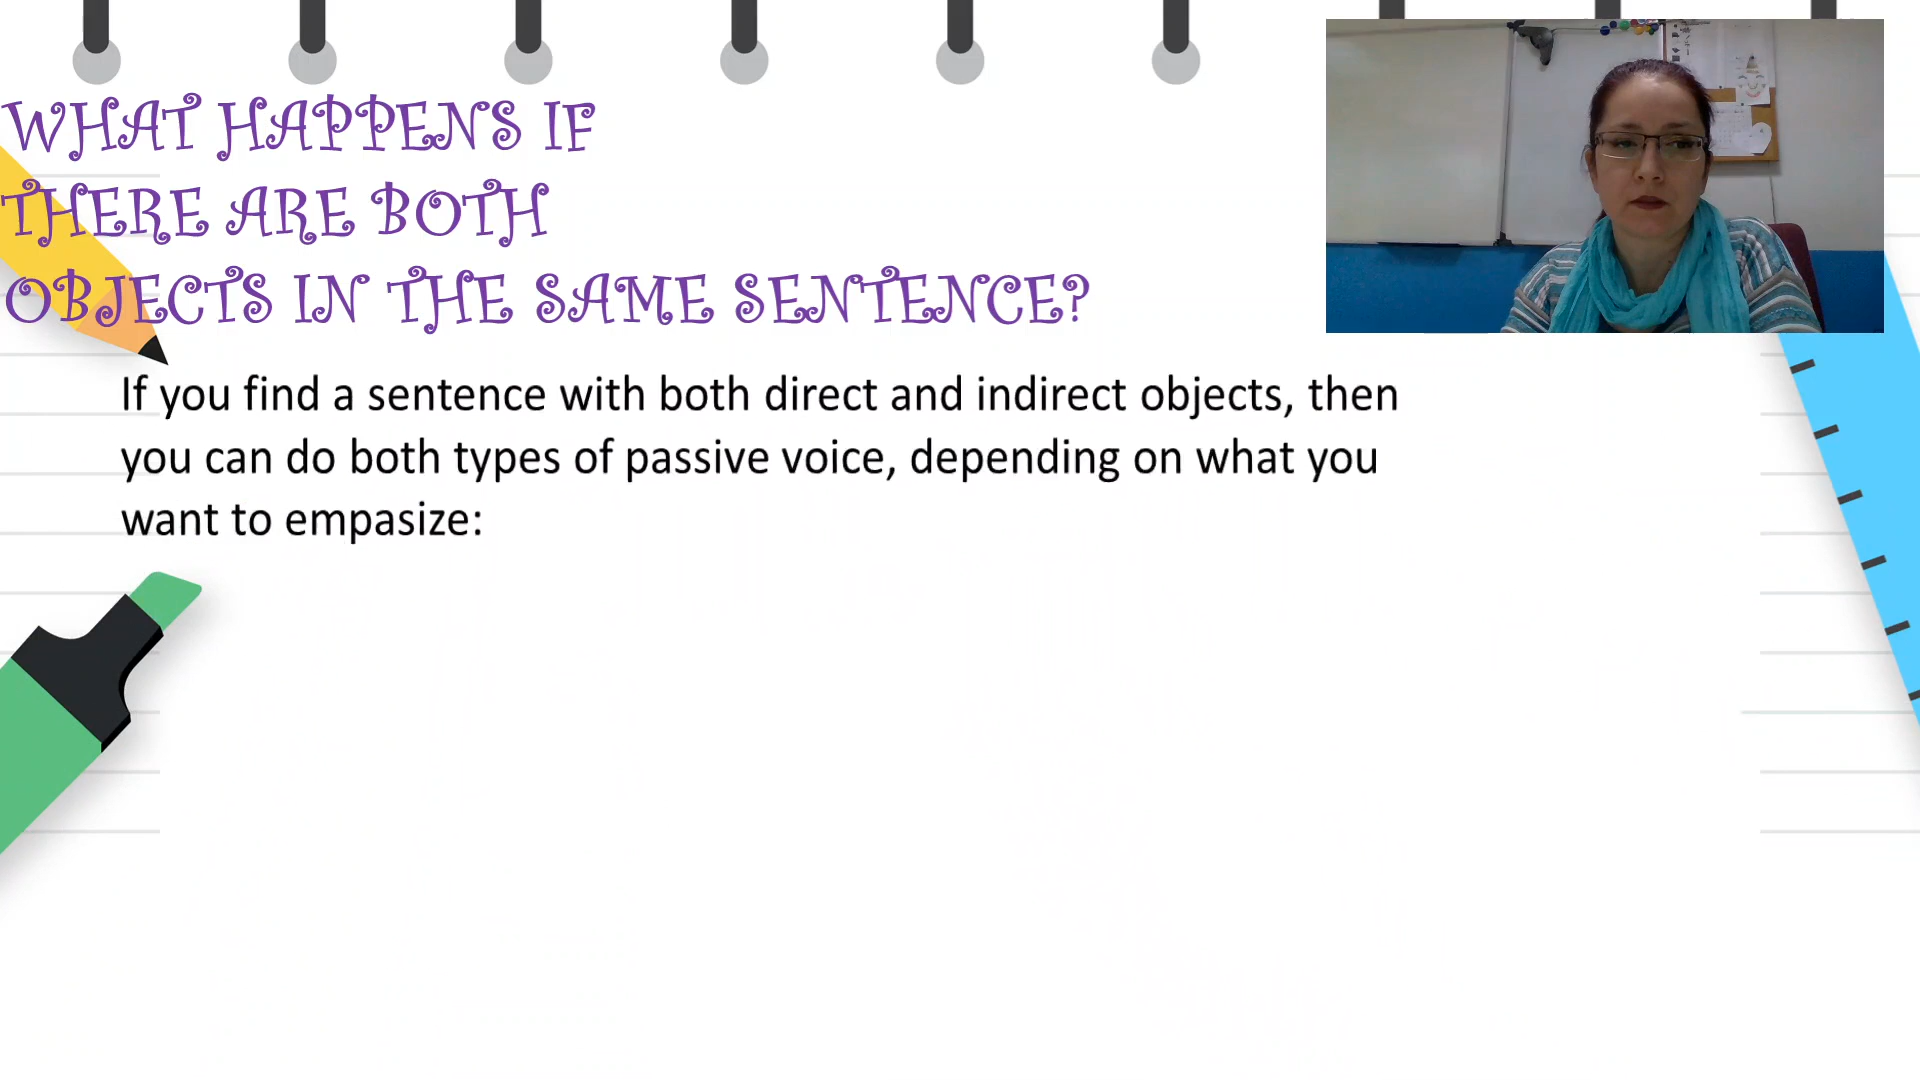 WHAT HAPPENS IF
THERE ARE BOTH
OBJECTS IN THE SAME SENTENCE?
If you find a sentence with both direct and indirect objects, then
you can do both types of passive voice, depending on what you
want to empasize: